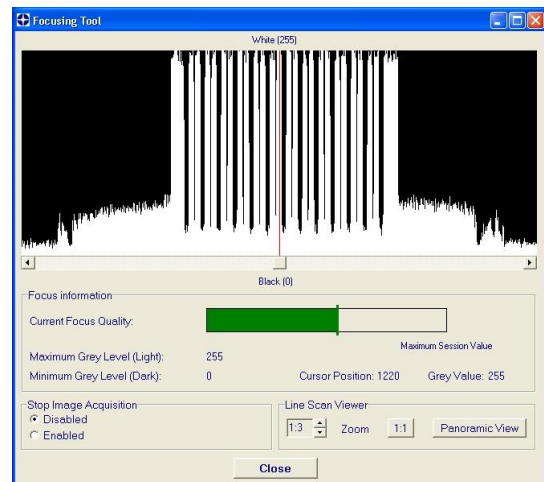 Focusing Tool
White (255)
Black (0)
Focus information
Current Focus Quality:
Maximum Session Value
Maximum Grey Level (Light): 255
Minimum Grey Level (Dark): 0 Cursor Position: 1220 Grey Value: 255
Stop Image Acquisition
Disabled
Enabled
Line Scan Viewer
1:3 Zoom 1:1 Panoramic View
Close